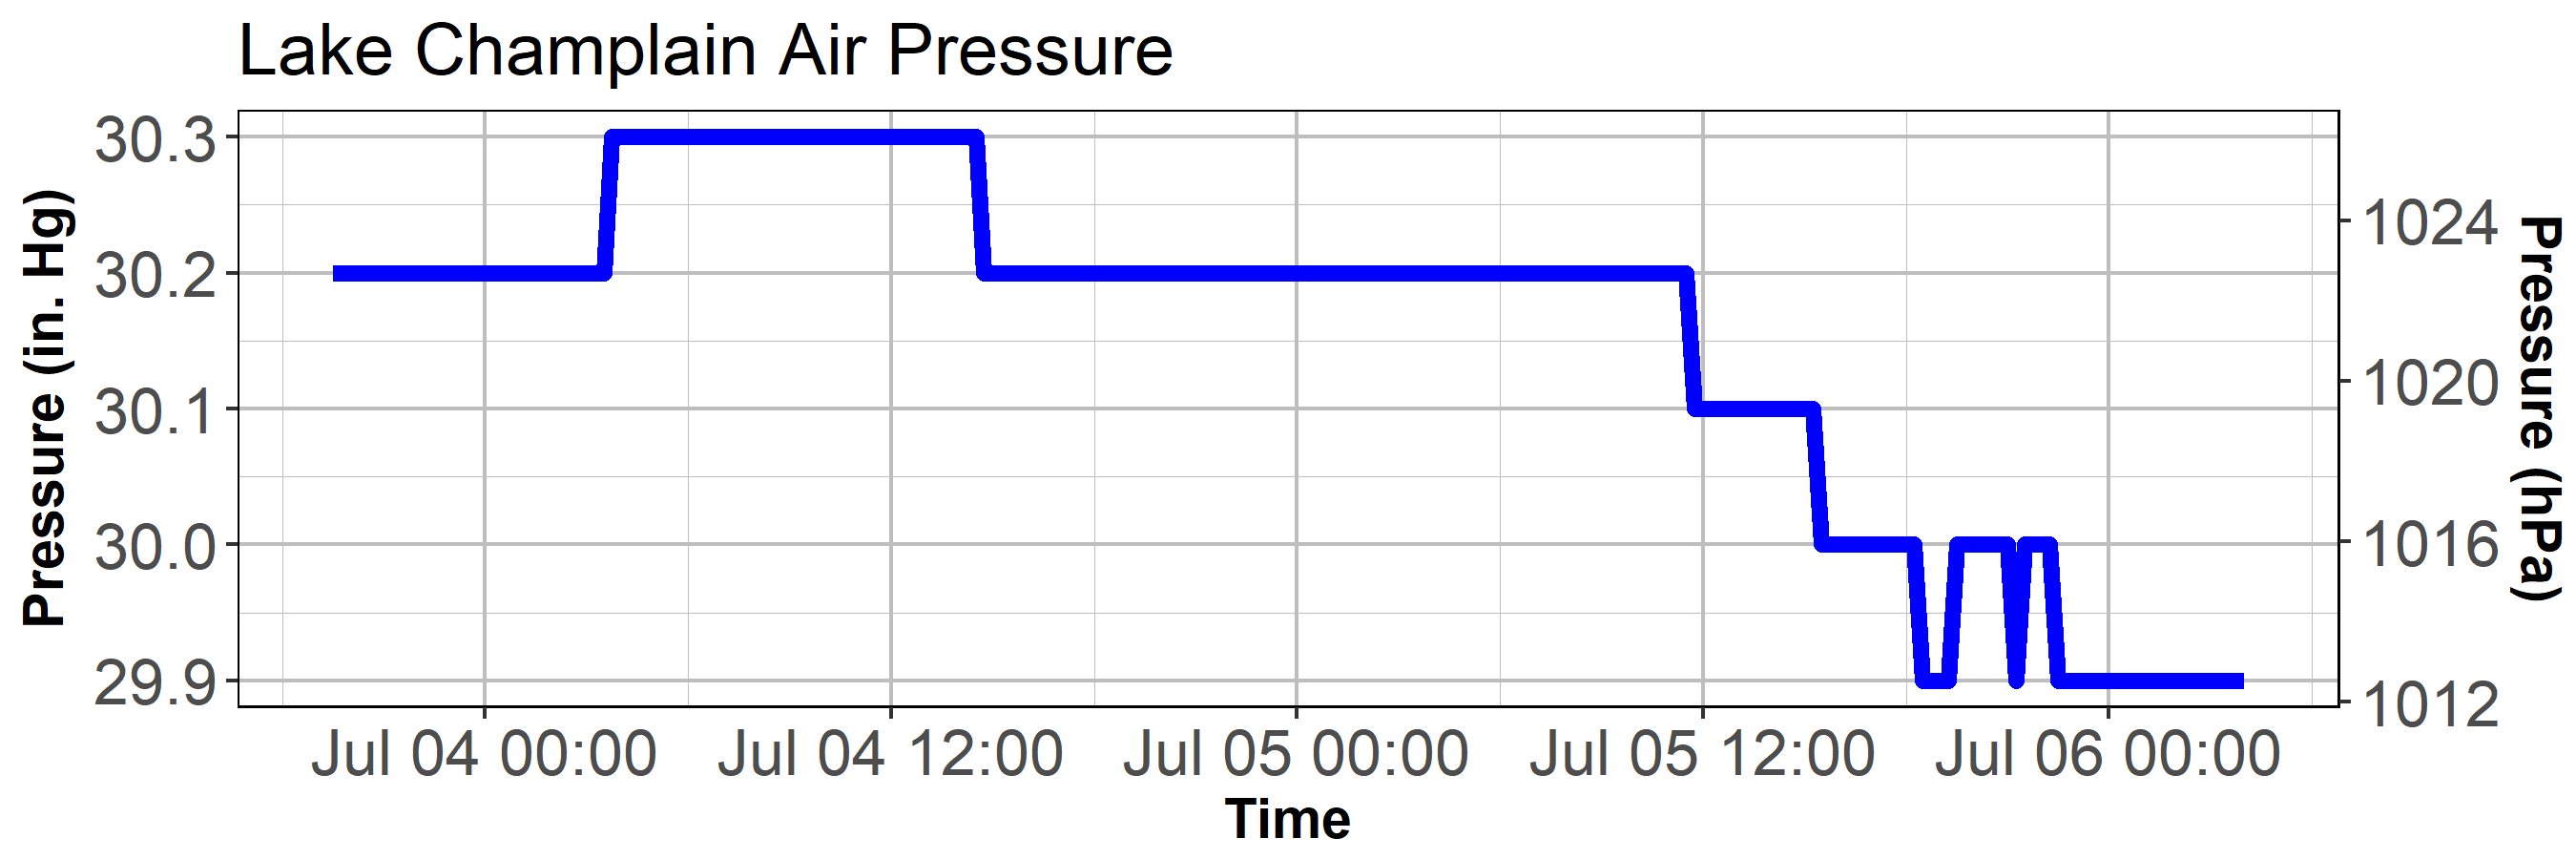 Lake Champlain Air Pressure
Pressure (in. Hg)
30.3
30.2
30.1
30.0
29.9
1024
1020
1016
1012
Pressure (hPa)
Jul 04 00:00 Jul 04 12:00 Jul 05 00:00 Jul 05 12:00 Jul 06 00:00
Time